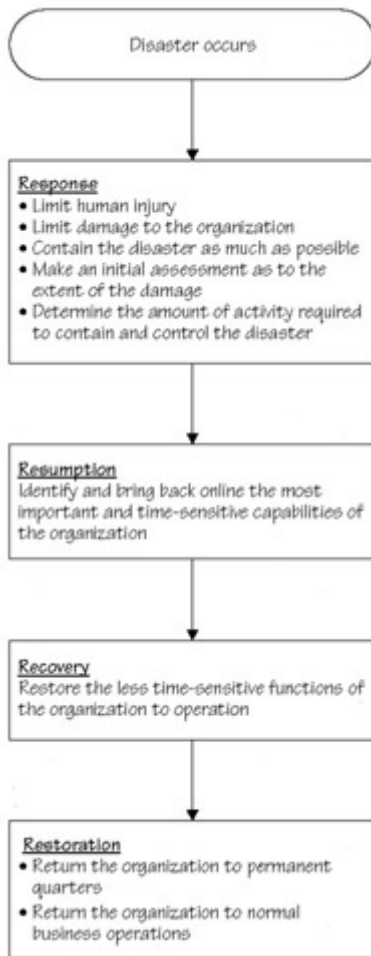 Disaster occurs
Response
• Limit human injury
• Limit damage to the organization
• Contain the disaster as much as possible
• Make an initial assessment as to the
extent of the damage
• Determine the amount of activity required
to contain and control the disaster
Resumption
Identify and bring back online the most
important and time-sensitive capabilities of
the organization
Recovery
Restore the less time-sensitive functions of
the organization to operation
Restoration
• Return the organization to permanent
quarters
• Return the organization to normal
business operations